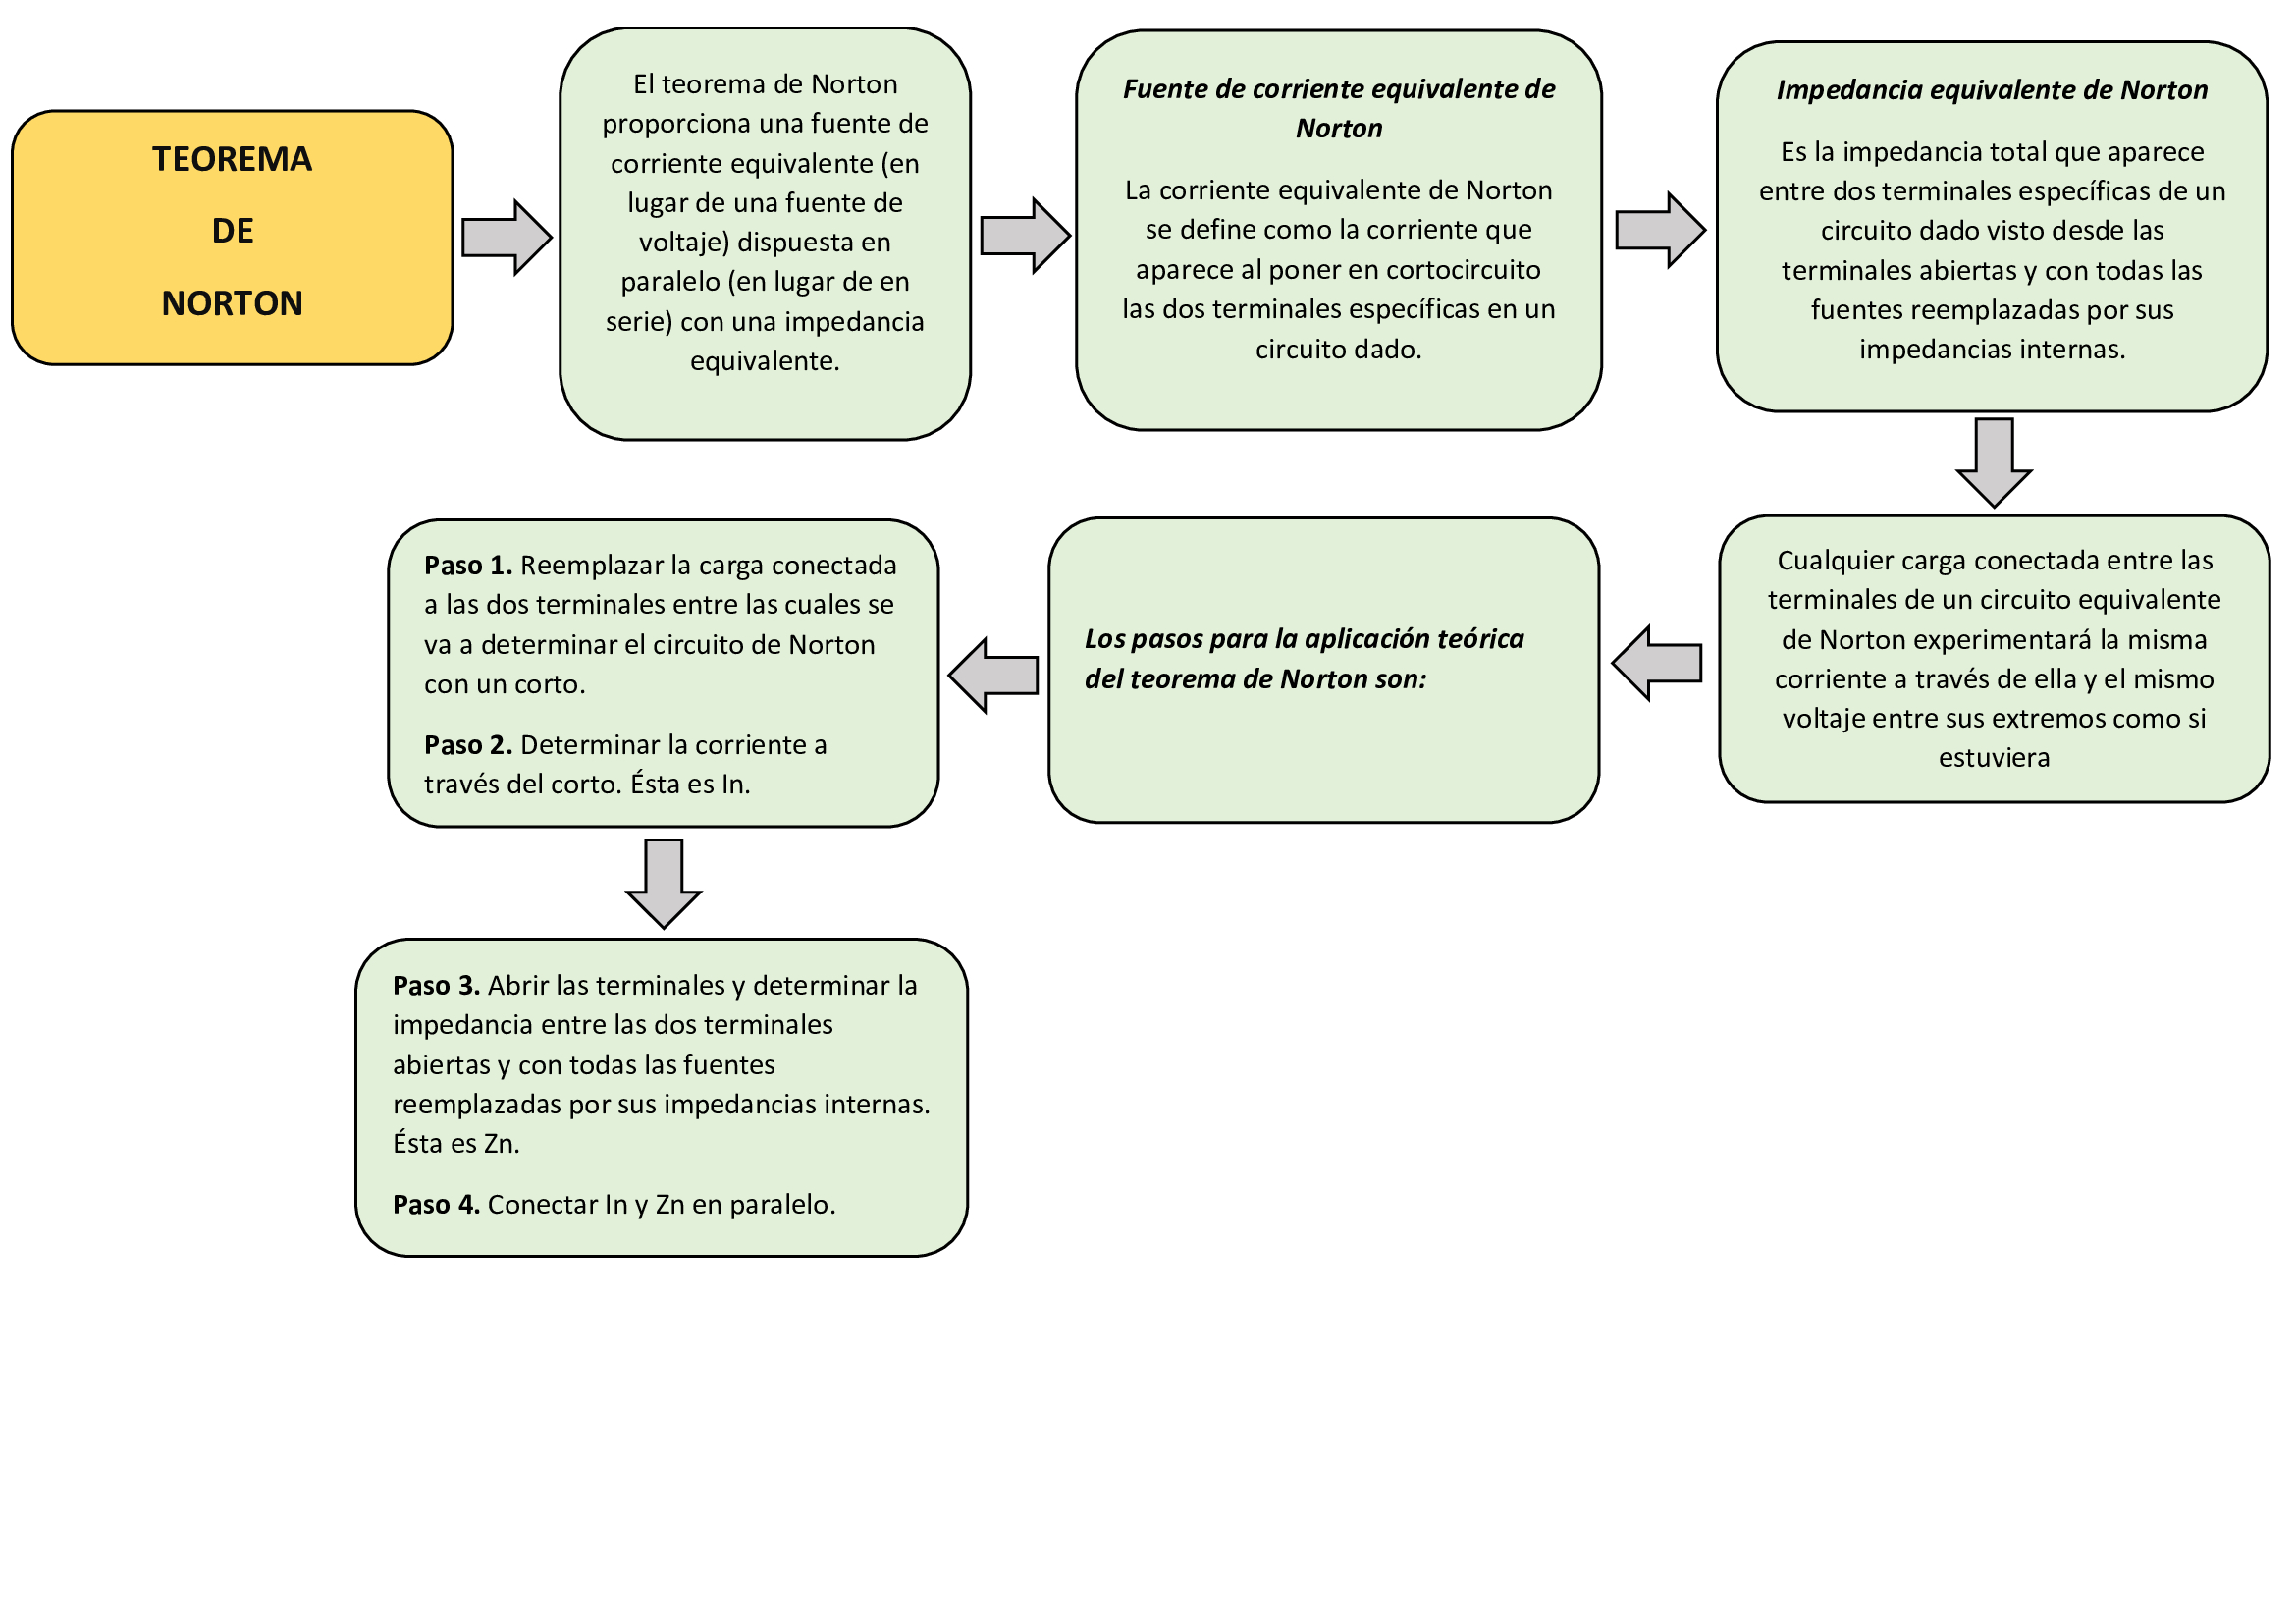 TEOREMA
DE
NORTON
El teorema de Norton
proporciona una fuente de
corriente equivalente (en
lugar de una fuente de
voltaje) dispuesta en
paralelo (en lugar de en
serie) con una impedancia
equivalente.
Fuente de corriente equivalente de
Norton
La corriente equivalente de Norton
se define como la corriente que
aparece al poner en cortocircuito
las dos terminales específicas en un
circuito dado.
Impedancia equivalente de Norton
Es la impedancia total que aparece
entre dos terminales específicas de un
circuito dado visto desde las
terminales abiertas y con todas las
fuentes reemplazadas por sus
impedancias internas.
Cualquier carga conectada entre las
terminales de un circuito equivalente
de Norton experimentará la misma
corriente a través de ella y el mismo
voltaje entre sus extremos como si
estuviera
Los pasos para la aplicación teórica
del teorema de Norton son:
Paso 1. Reemplazar la carga conectada
a las dos terminales entre las cuales se
va a determinar el circuito de Norton
con un corto.
Paso 2. Determinar la corriente a
través del corto. Ésta es In.
Paso 3. Abrir las terminales y determinar la
impedancia entre las dos terminales
abiertas y con todas las fuentes
reemplazadas por sus impedancias internas.
Ésta es Zn.
Paso 4. Conectar In y Zn en paralelo.